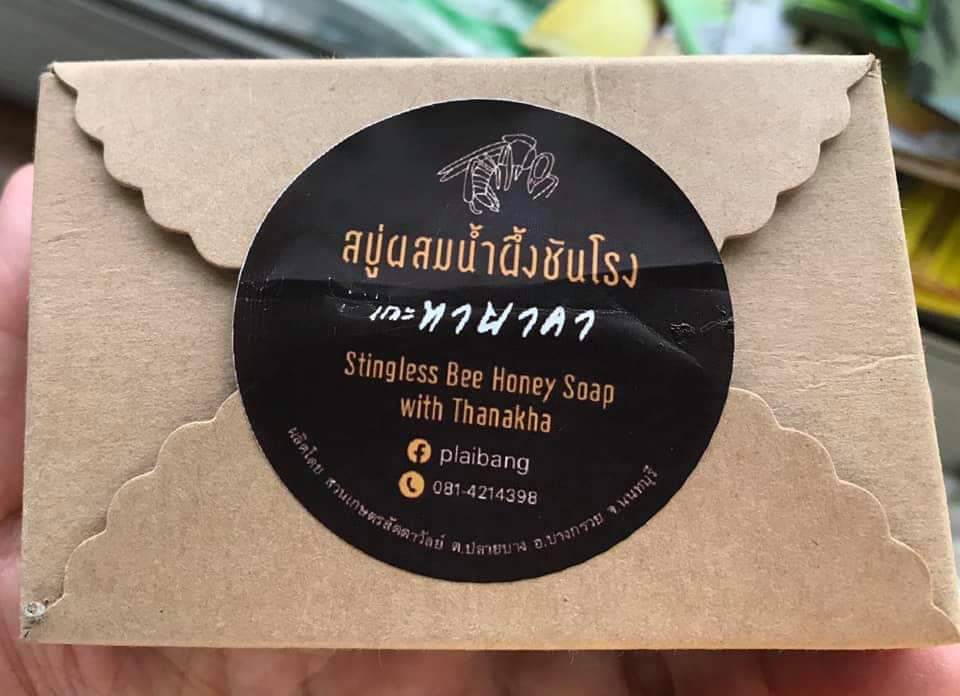 สบู่ผสมน้ำผึ้งชันโรง
และทานาคา
Stingless Bee Honey Soap
with Thanakha
plaibang
081-4214398
ผลิตโดย สวนเกษตรลัดดาวัลย์ ต.ปลายบาง อ.บางกรวย จ.นนทบุรี